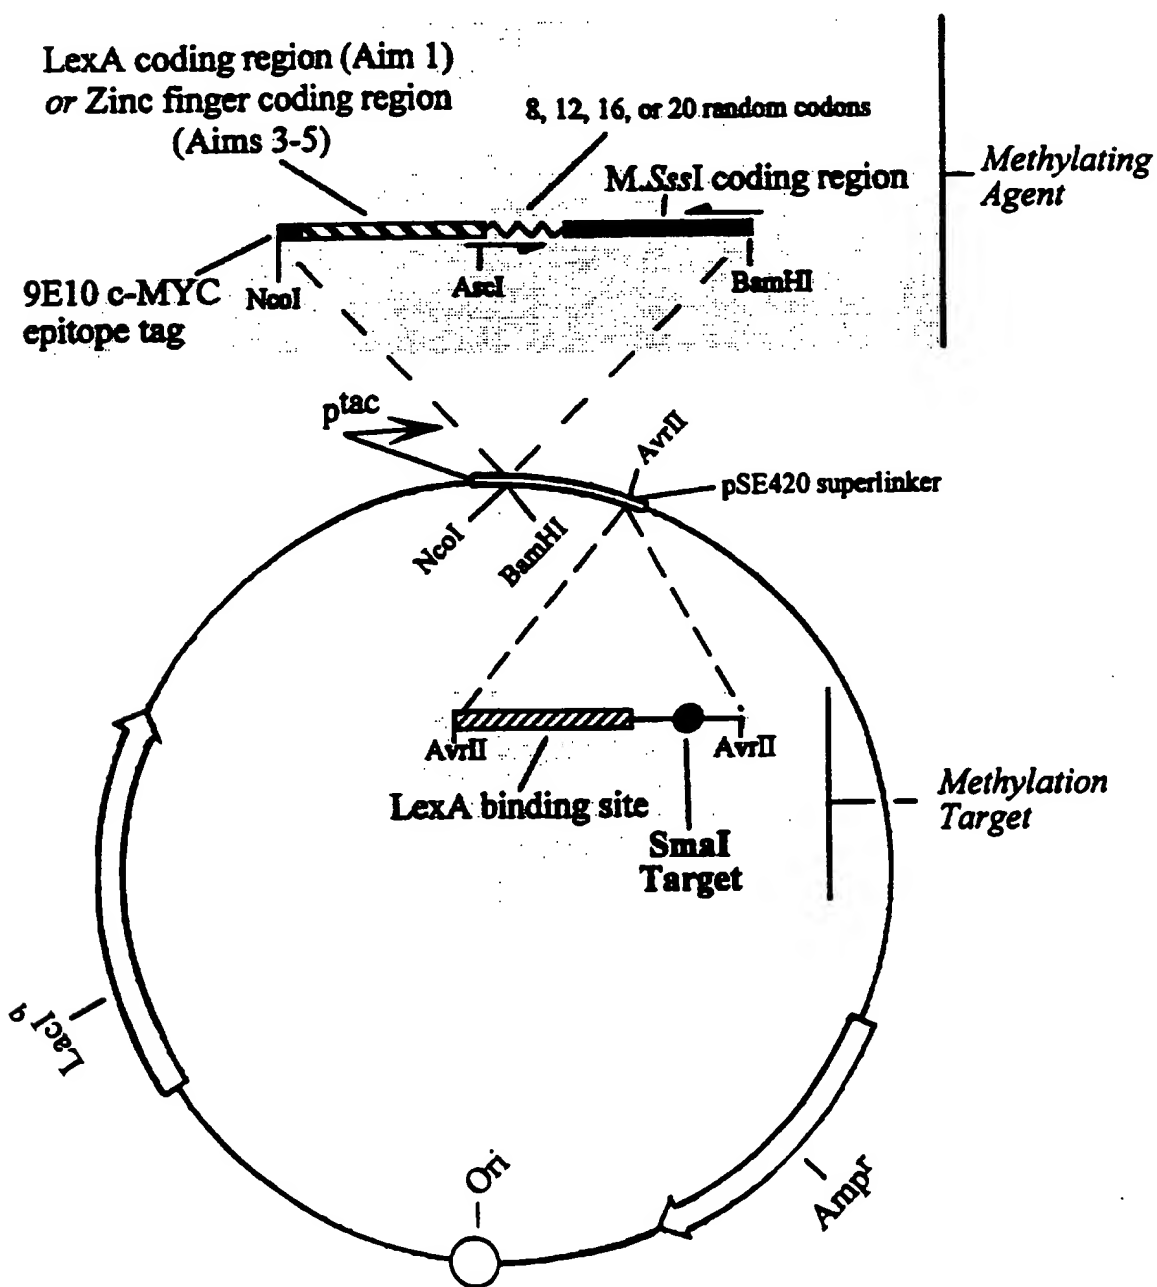 LexA coding region (Aim 1)
or Zinc finger coding region
(Aims 3-5)
8, 12, 16, or 20 random codons
M.SssI coding region
Methylating
Agent
9E10 c-MYC
epitope tag
NcoI
AscI
BamHI
ptac
AvrII
pSE420 superlinker
NcoI
BamHI
AvrII
AvrII
LexA binding site
SmaI
Target
Methylation
Target
LacI q
Ori
Ampr